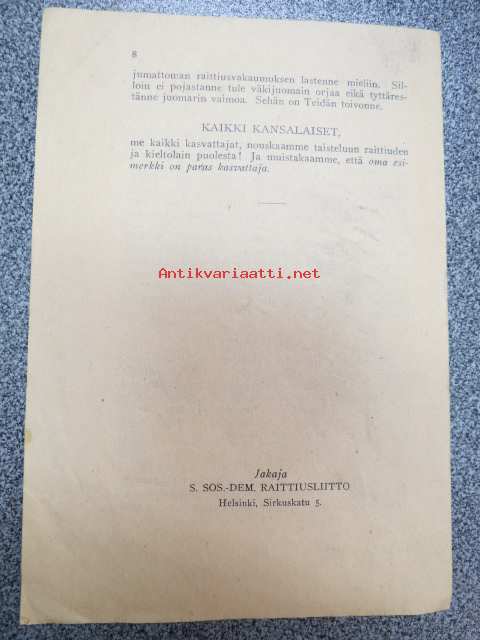 8
jumattoman raittiusvakaumoksen lastenne mieliin. Sil-
loin ei pojastanne tule väkijuomain orjaa eikä tyttäres-
tänne juomarin vaimoa. Sehän on Teidän toivonne.
KAIKKI KANSALAISET,
me kaikki kasvattajat, nouskaamme taisteluun raittiuden
ja kieltolain puolesta! Ja muistakaamme, että oma esi-
merkki on paras kasvattaja.
Antikvariaatti.net
Jakaja
S. SOS.-DEM. RAITTIUSLIITTO
Helsinki, Sirkuskatu 5.